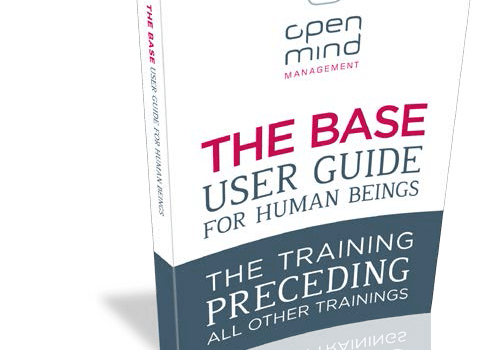 open
mind
MANAGEMENT
THE BASE
USER GUIDE
FOR HUMAN BEINGS
THE TRAINING
PRECEDING
ALL OTHER TRAININGS
THE BASE USER GUIDE FOR HUMAN BEINGS